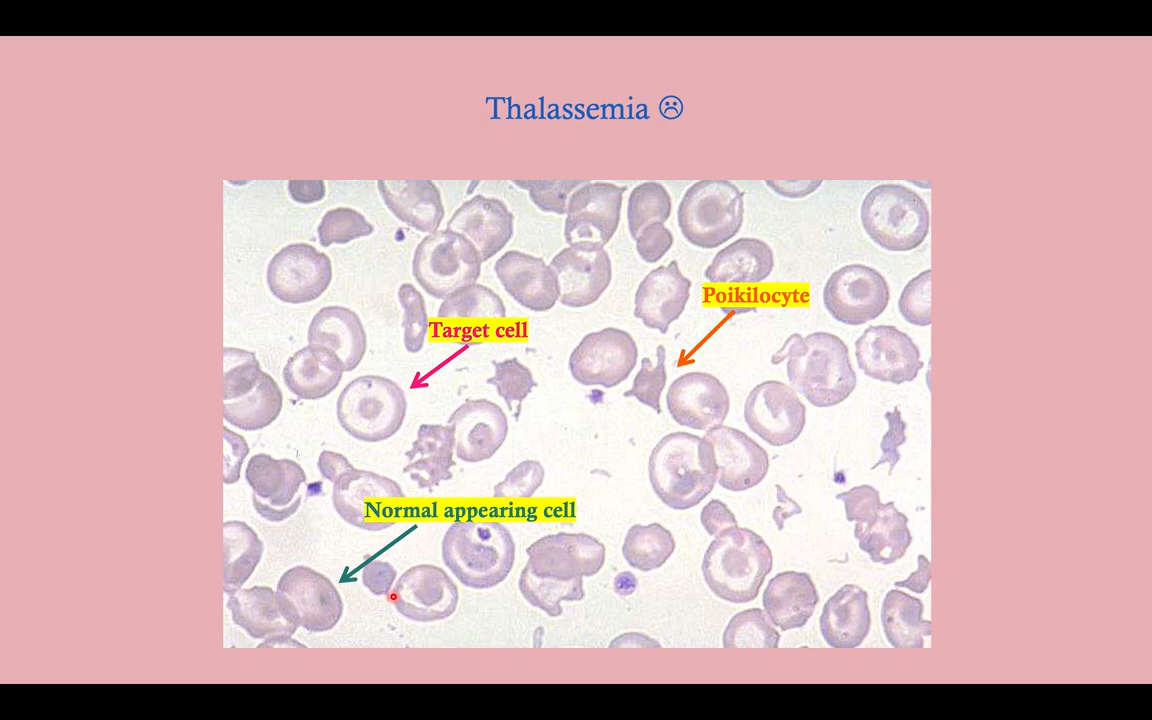 Thalassemia ☹
Poikilocyte
Target cell
Normal appearing cell